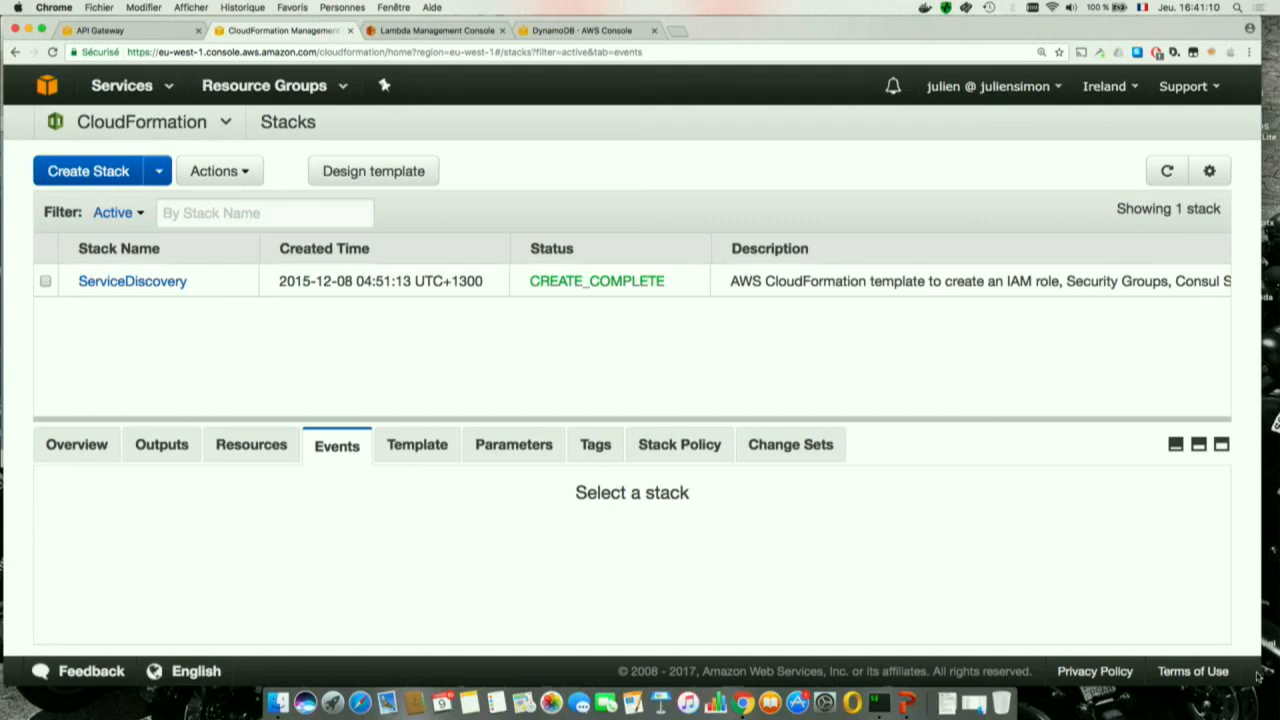 Chrome Fichier Modifier Afficher Historique Favoris Personnes Fenêtre Aide 100 % Jeu. 16:41:10
API Gateway CloudFormation Management Lambda Management Console DynamoDB · AWS Console
Sécurisé https://eu-west-1.console.aws.amazon.com/cloudformation/home?region=eu-west-1#/stacks?filter=active&tab=events
Services Resource Groups julien @ juliensimon Ireland Support
CloudFormation Stacks
Create Stack Actions Design template
Filter: Active By Stack Name Showing 1 stack
Stack Name Created Time Status Description
ServiceDiscovery 2015-12-08 04:51:13 UTC+1300 CREATE_COMPLETE AWS CloudFormation template to create an IAM role, Security Groups, Consul S
Overview Outputs Resources Events Template Parameters Tags Stack Policy Change Sets
Select a stack
Feedback English © 2008 - 2017, Amazon Web Services, Inc. or its affiliates. All rights reserved. Privacy Policy Terms of Use
9